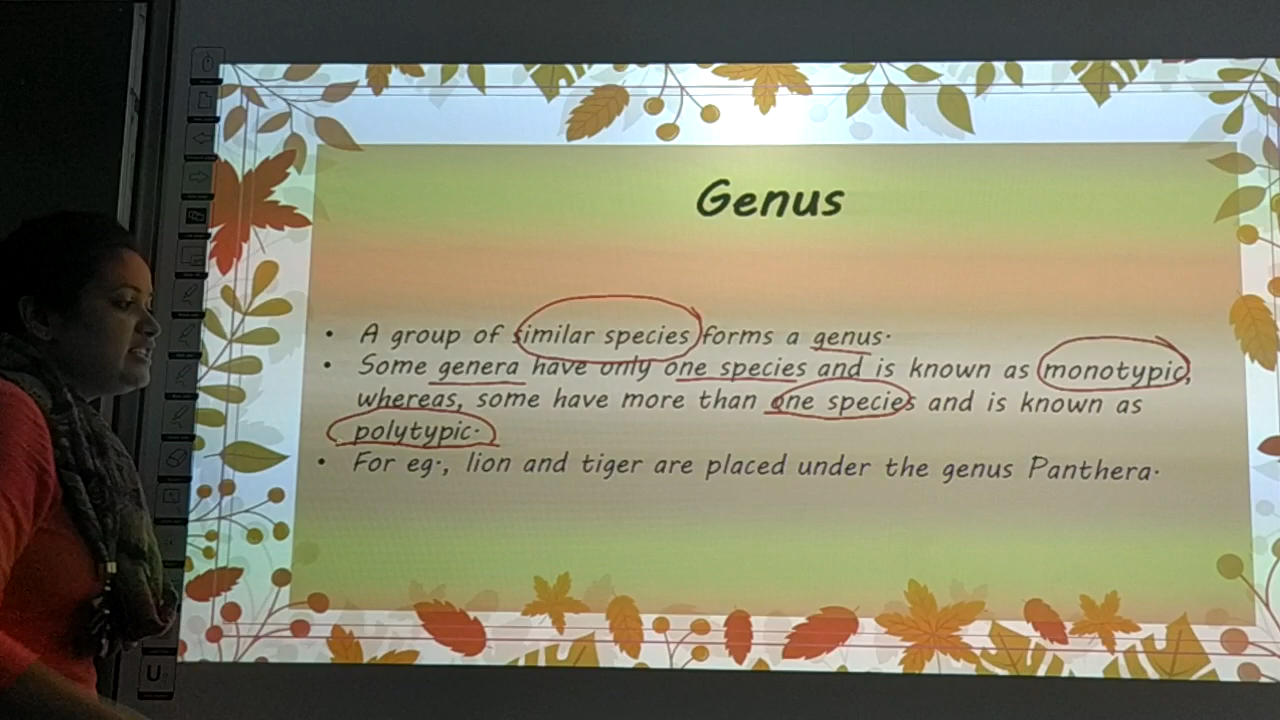 Genus
• A group of similar species forms a genus.
• Some genera have only one species and is known as monotypic,
whereas, some have more than one species and is known as
polytypic.
• For eg., lion and tiger are placed under the genus Panthera.
U